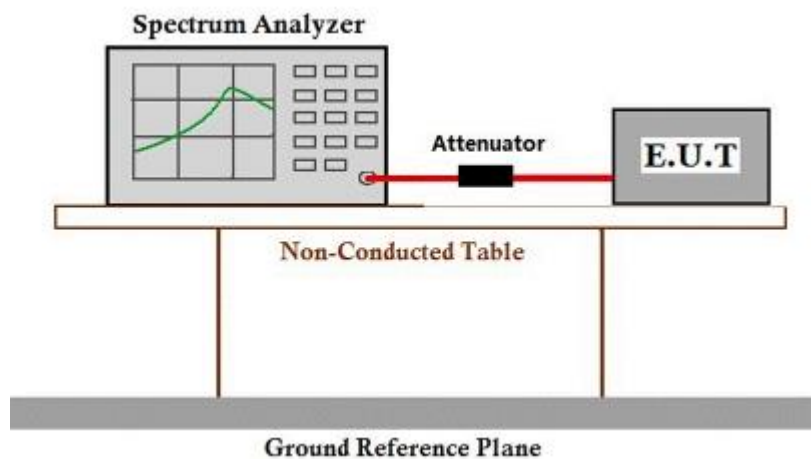 Spectrum Analyzer
Attenuator
E.U.T
Non-Conducted Table
Ground Reference Plane